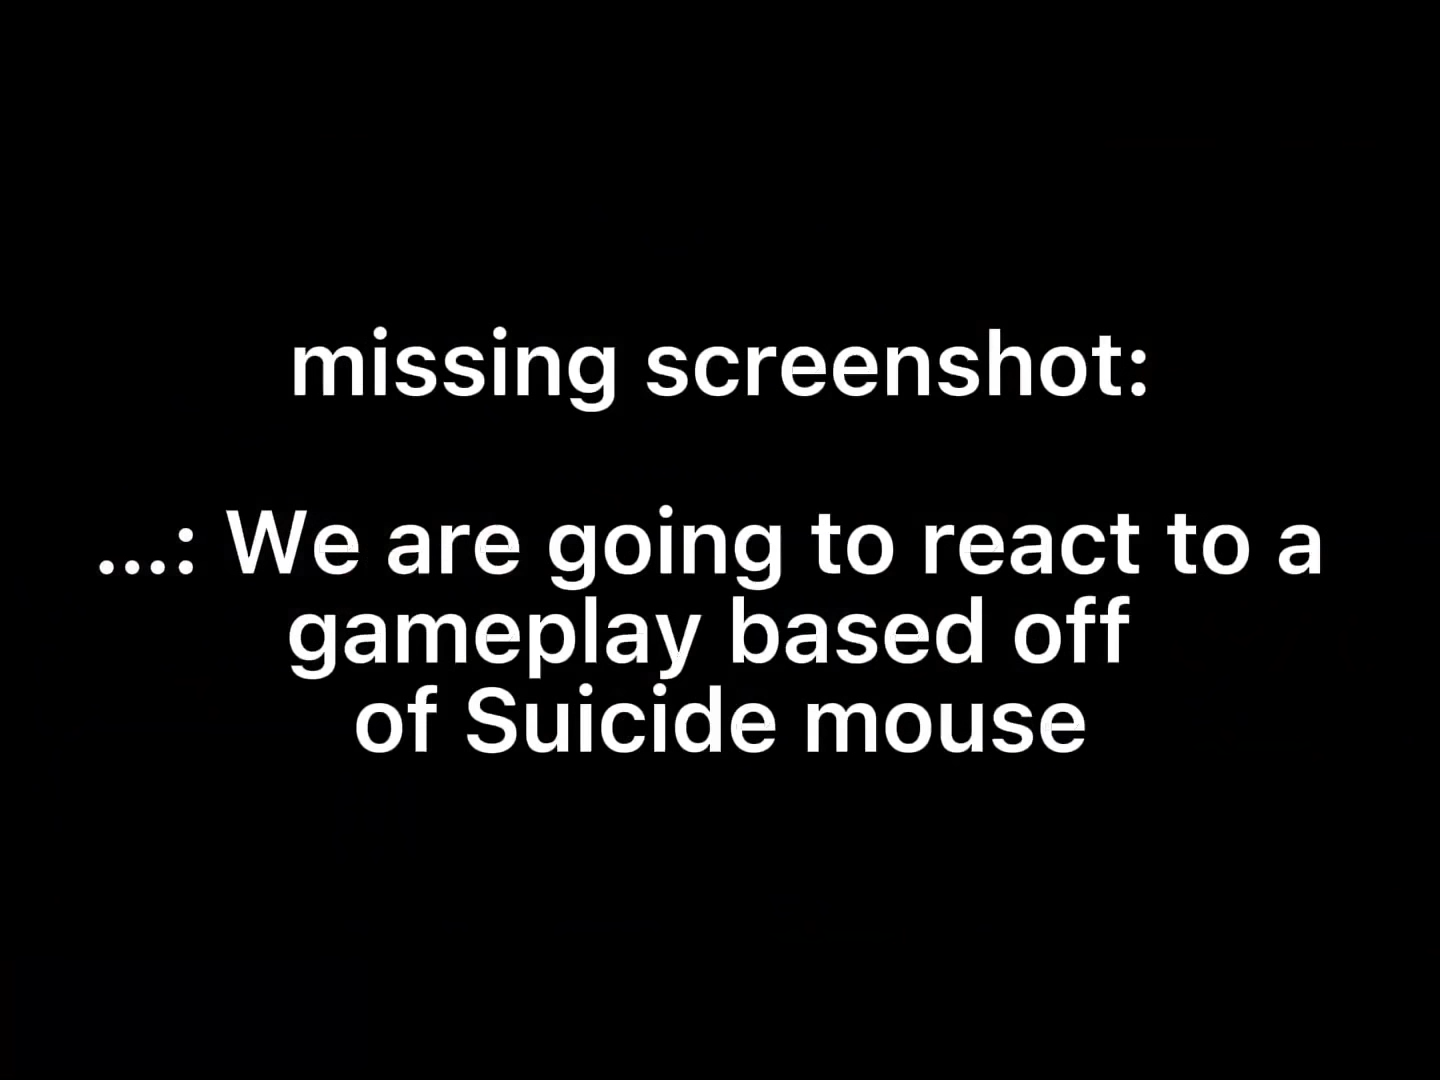 missing screenshot:
...: We are going to react to a
gameplay based off
of Suicide mouse